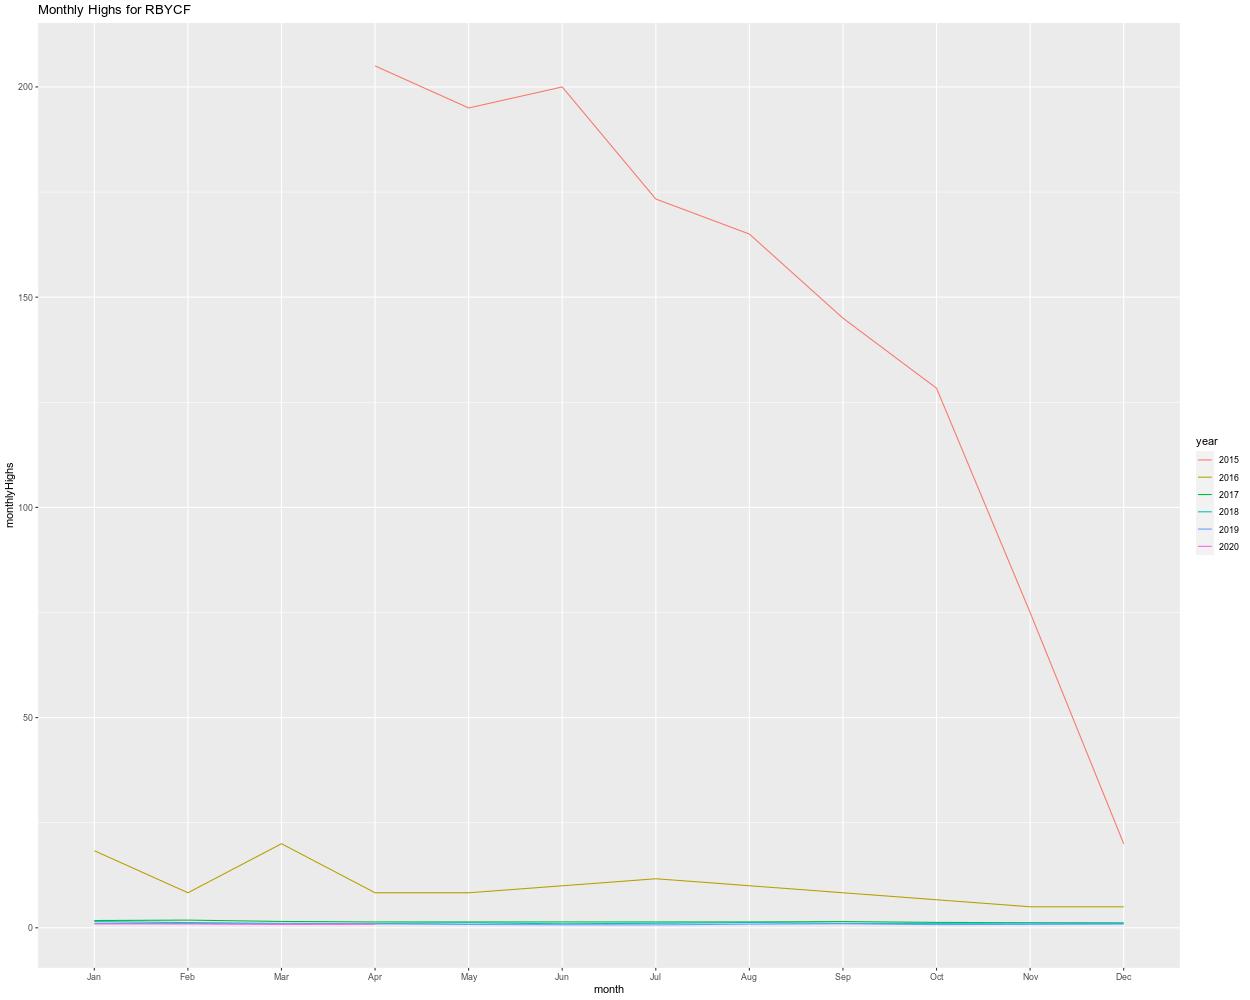 Monthly Highs for RBYCF
200
150
100
50
0
monthlyHighs
Jan Feb Mar Apr May Jun Jul Aug Sep Oct Nov Dec
month
year
2015
2016
2017
2018
2019
2020